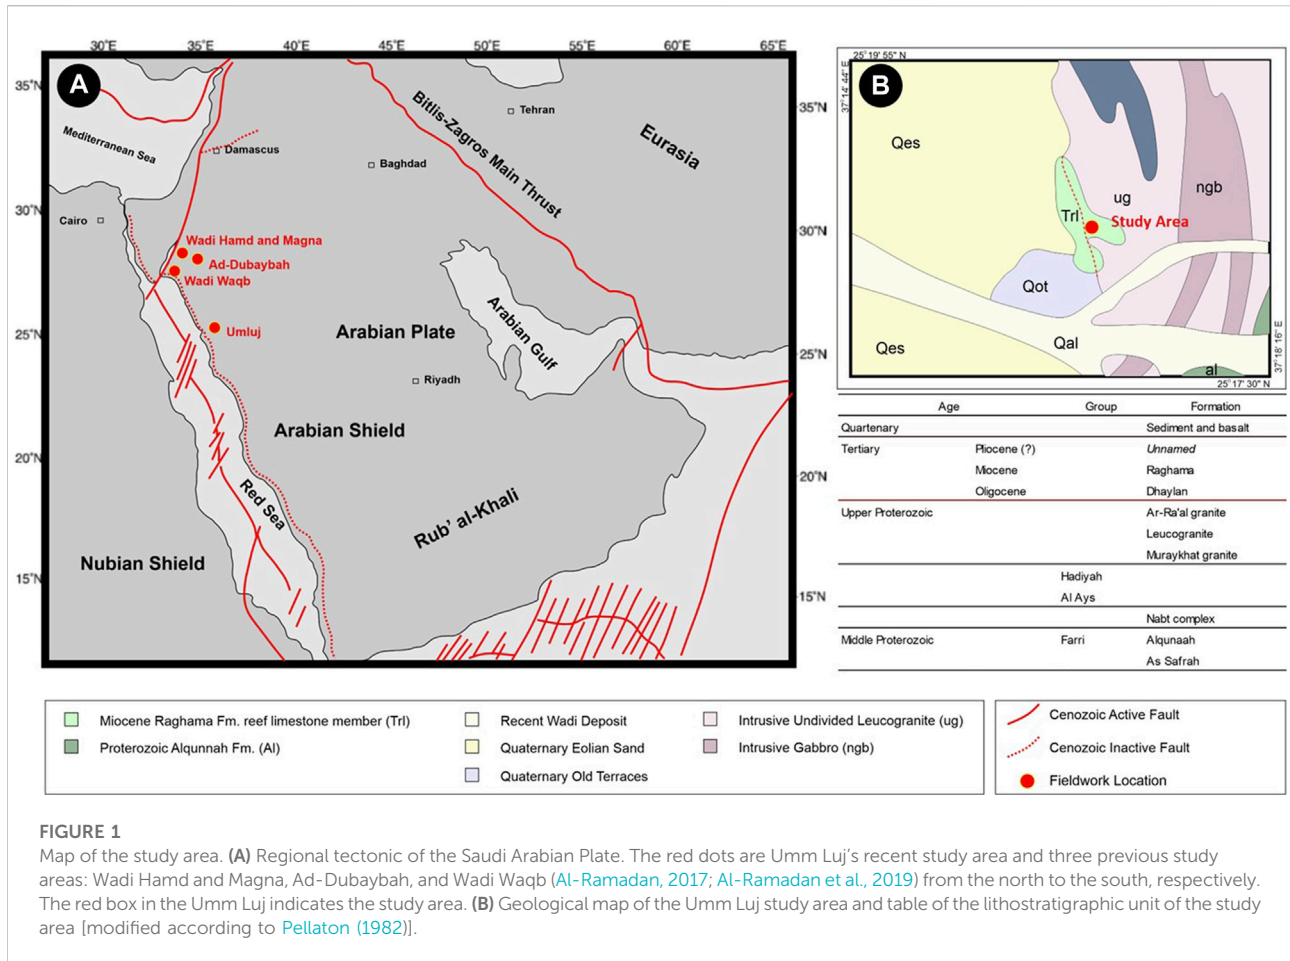 30°E 35°E 40°E 45°E 50°E 55°E 60°E 65°E
35°N
30°N
25°N
20°N
15°N
35°N
30°N
25°N
20°N
15°N
A
Mediterranean Sea
Damascus
Cairo
Baghdad
Tehran
Eurasia
Bitlis-Zagros Main Thrust
Wadi Hamd and Magna
Ad-Dubaybah
Wadi Waqb
Umluj
Arabian Plate
Arabian Gulf
Riyadh
Arabian Shield
Red Sea
Rub' al-Khali
Nubian Shield
25° 19' 55" N
37° 14' 44" E
B
Qes
ug
ngb
Trl
Study Area
Qot
Qal
Qes
al
37° 18' 16" E
25° 17' 30" N
Age Group Formation
Quartenary Sediment and basalt
Tertiary Pliocene (?) Unnamed
Miocene Raghama
Oligocene Dhaylan
Upper Proterozoic Ar-Ra'al granite
Leucogranite
Muraykhat granite
Hadiyah
Al Ays
Nabt complex
Middle Proterozoic Farri Alqunaah
As Safrah
Miocene Raghama Fm. reef limestone member (Trl)
Proterozoic Alqunnah Fm. (Al)
Recent Wadi Deposit
Quaternary Eolian Sand
Quaternary Old Terraces
Intrusive Undivided Leucogranite (ug)
Intrusive Gabbro (ngb)
Cenozoic Active Fault
Cenozoic Inactive Fault
Fieldwork Location
FIGURE 1
Map of the study area. (A) Regional tectonic of the Saudi Arabian Plate. The red dots are Umm Luj's recent study area and three previous study
areas: Wadi Hamd and Magna, Ad-Dubaybah, and Wadi Waqb (Al-Ramadan, 2017; Al-Ramadan et al., 2019) from the north to the south, respectively.
The red box in the Umm Luj indicates the study area. (B) Geological map of the Umm Luj study area and table of the lithostratigraphic unit of the study
area [modified according to Pellaton (1982)].